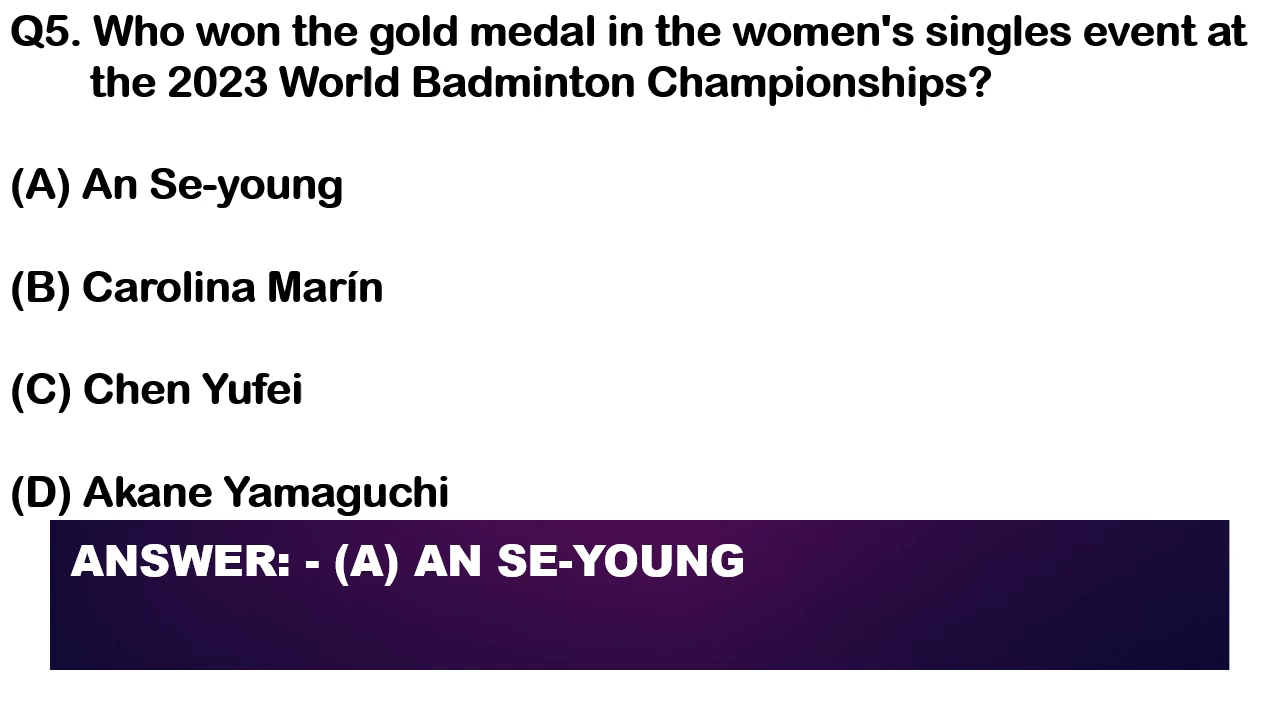 Q5. Who won the gold medal in the women's singles event at
the 2023 World Badminton Championships?
(A) An Se-young
(B) Carolina Marín
(C) Chen Yufei
(D) Akane Yamaguchi
ANSWER: - (A) AN SE-YOUNG